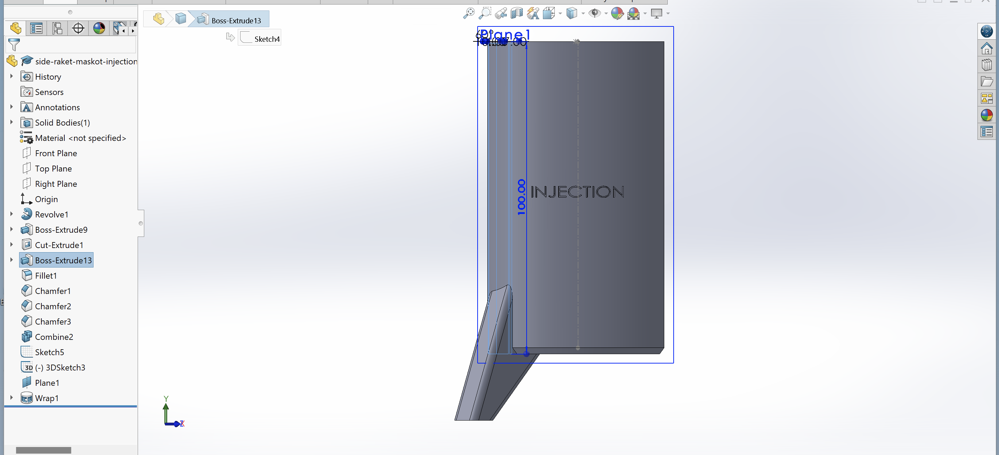 Boss-Extrude13
Sketch4
side-raket-maskot-injection
History
Sensors
Annotations
Solid Bodies(1)
Material <not specified>
Front Plane
Top Plane
Right Plane
Origin
Revolve1
Boss-Extrude9
Cut-Extrude1
Boss-Extrude13
Fillet1
Chamfer1
Chamfer2
Chamfer3
Combine2
Sketch5
3D (-) 3DSketch3
Plane1
Wrap1
Plane1
100.00
INJECTION
Y